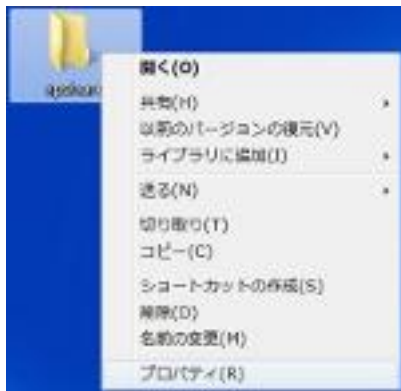 開く(O)
共有(H)
以前のバージョンの復元(V)
ライブラリに追加(I)
送る(N)
切り取り(T)
コピー(C)
ショートカットの作成(S)
削除(D)
名前の変更(M)
プロパティ(R)